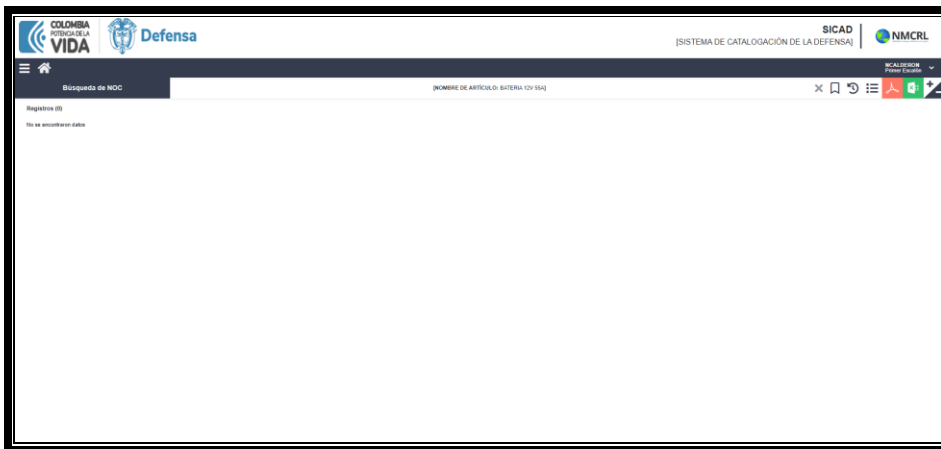 COLOMBIA
POTENCIA DE LA
VIDA
Defensa
SICAD
[SISTEMA DE CATALOGACIÓN DE LA DEFENSA]
NMCRL
NCALDERON
Primer Escalón
Búsqueda de NOC
[NOMBRE DE ARTÍCULO: BATERIA 12V 55A]
Registros (0)
No se encontraron datos